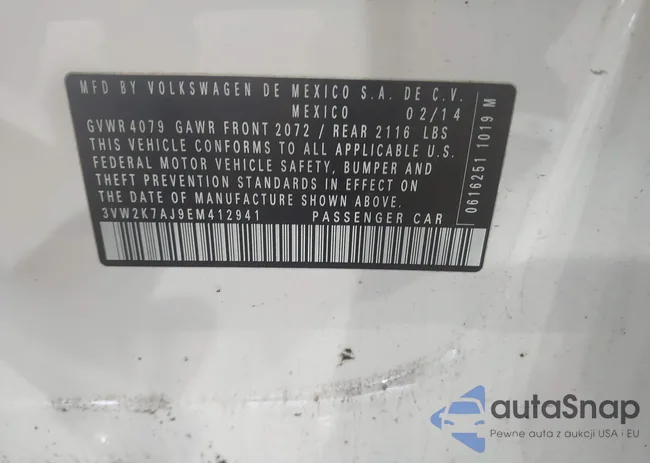 MFD BY VOLKSWAGEN DE MEXICO S.A. DE C.V.
MEXICO 02/14
GVWR 4079 GAWR FRONT 2072 / REAR 2116 LBS
THIS VEHICLE CONFORMS TO ALL APPLICABLE U.S.
FEDERAL MOTOR VEHICLE SAFETY, BUMPER AND
THEFT PREVENTION STANDARDS IN EFFECT ON
THE DATE OF MANUFACTURE SHOWN ABOVE.
3VW2K7AJ9EM412941 PASSENGER CAR
0616251 1019 M
autaSnap
Pewne auta z aukcji USA i EU